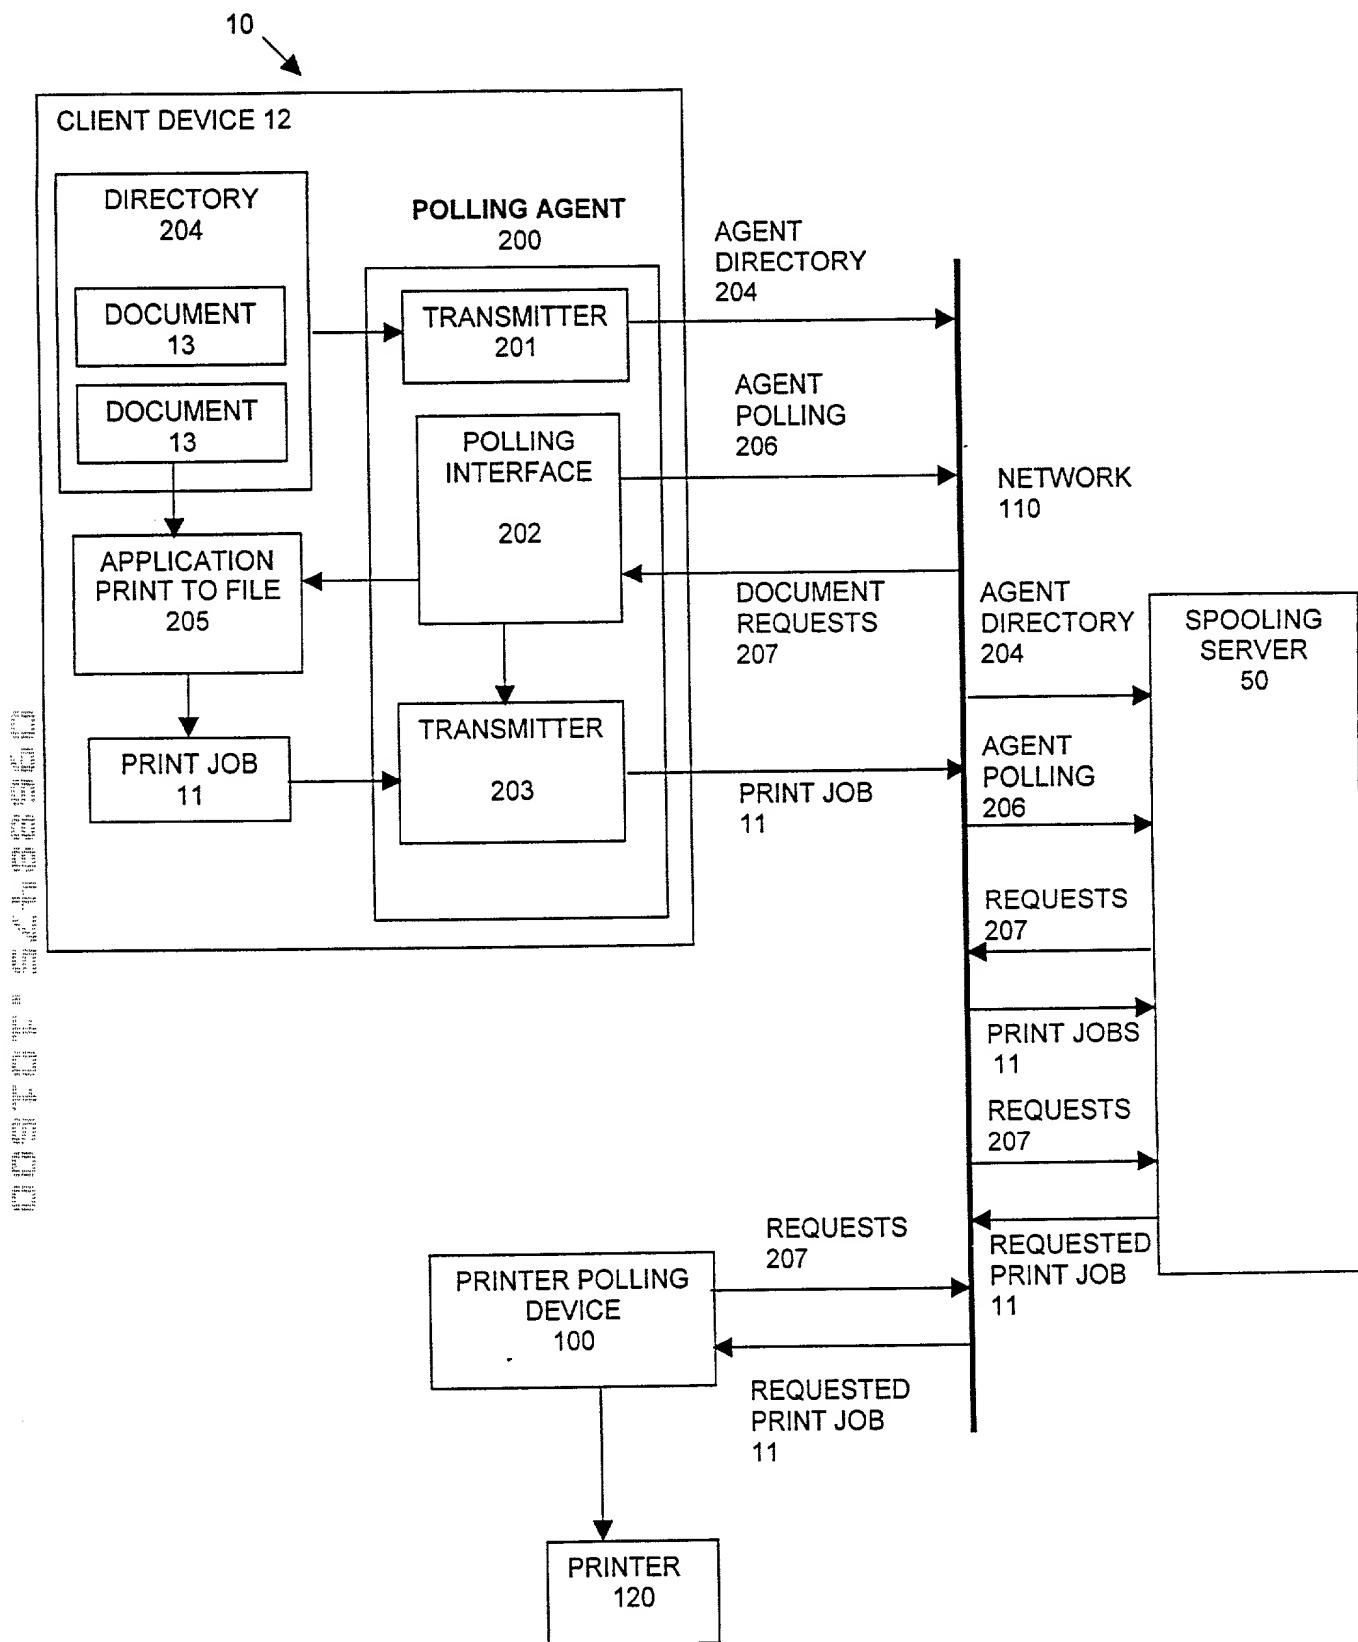 10
CLIENT DEVICE 12
DIRECTORY
204
DOCUMENT
13
DOCUMENT
13
POLLING AGENT
200
TRANSMITTER
201
POLLING
INTERFACE
202
APPLICATION
PRINT TO FILE
205
PRINT JOB
11
TRANSMITTER
203
AGENT
DIRECTORY
204
AGENT
POLLING
206
DOCUMENT
REQUESTS
207
PRINT JOB
11
NETWORK
110
AGENT
DIRECTORY
204
SPOOLING
SERVER
50
AGENT
POLLING
206
REQUESTS
207
PRINT JOBS
11
REQUESTS
207
REQUESTED
PRINT JOB
11
REQUESTS
207
PRINTER POLLING
DEVICE
100
REQUESTED
PRINT JOB
11
PRINTER
120